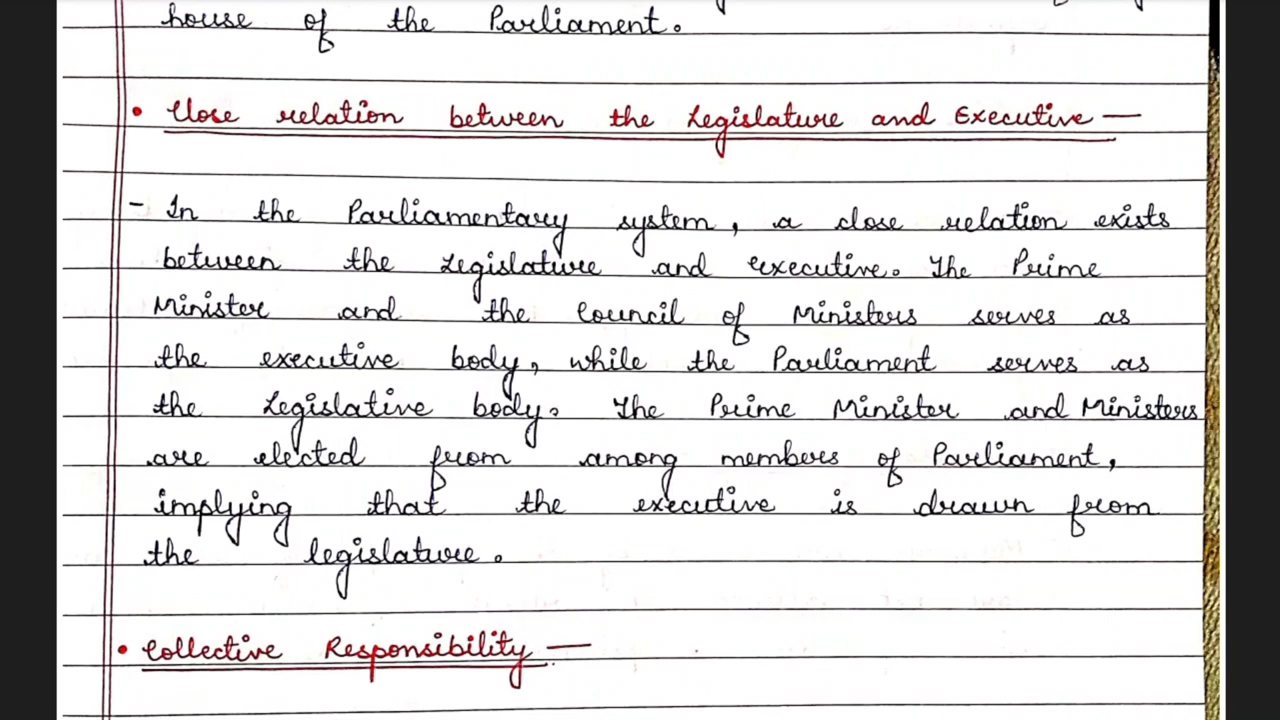 house of the Parliament.
• Close relation between the Legislature and Executive —
- In the Parliamentary system, a close relation exists
between the Legislature and executive. The Prime
Minister and the Council of Ministers serves as
the executive body, while the Parliament serves as
the Legislative body. The Prime Minister and Ministers
are elected from among members of Parliament,
implying that the executive is drawn from
the legislature.
• Collective Responsibility —